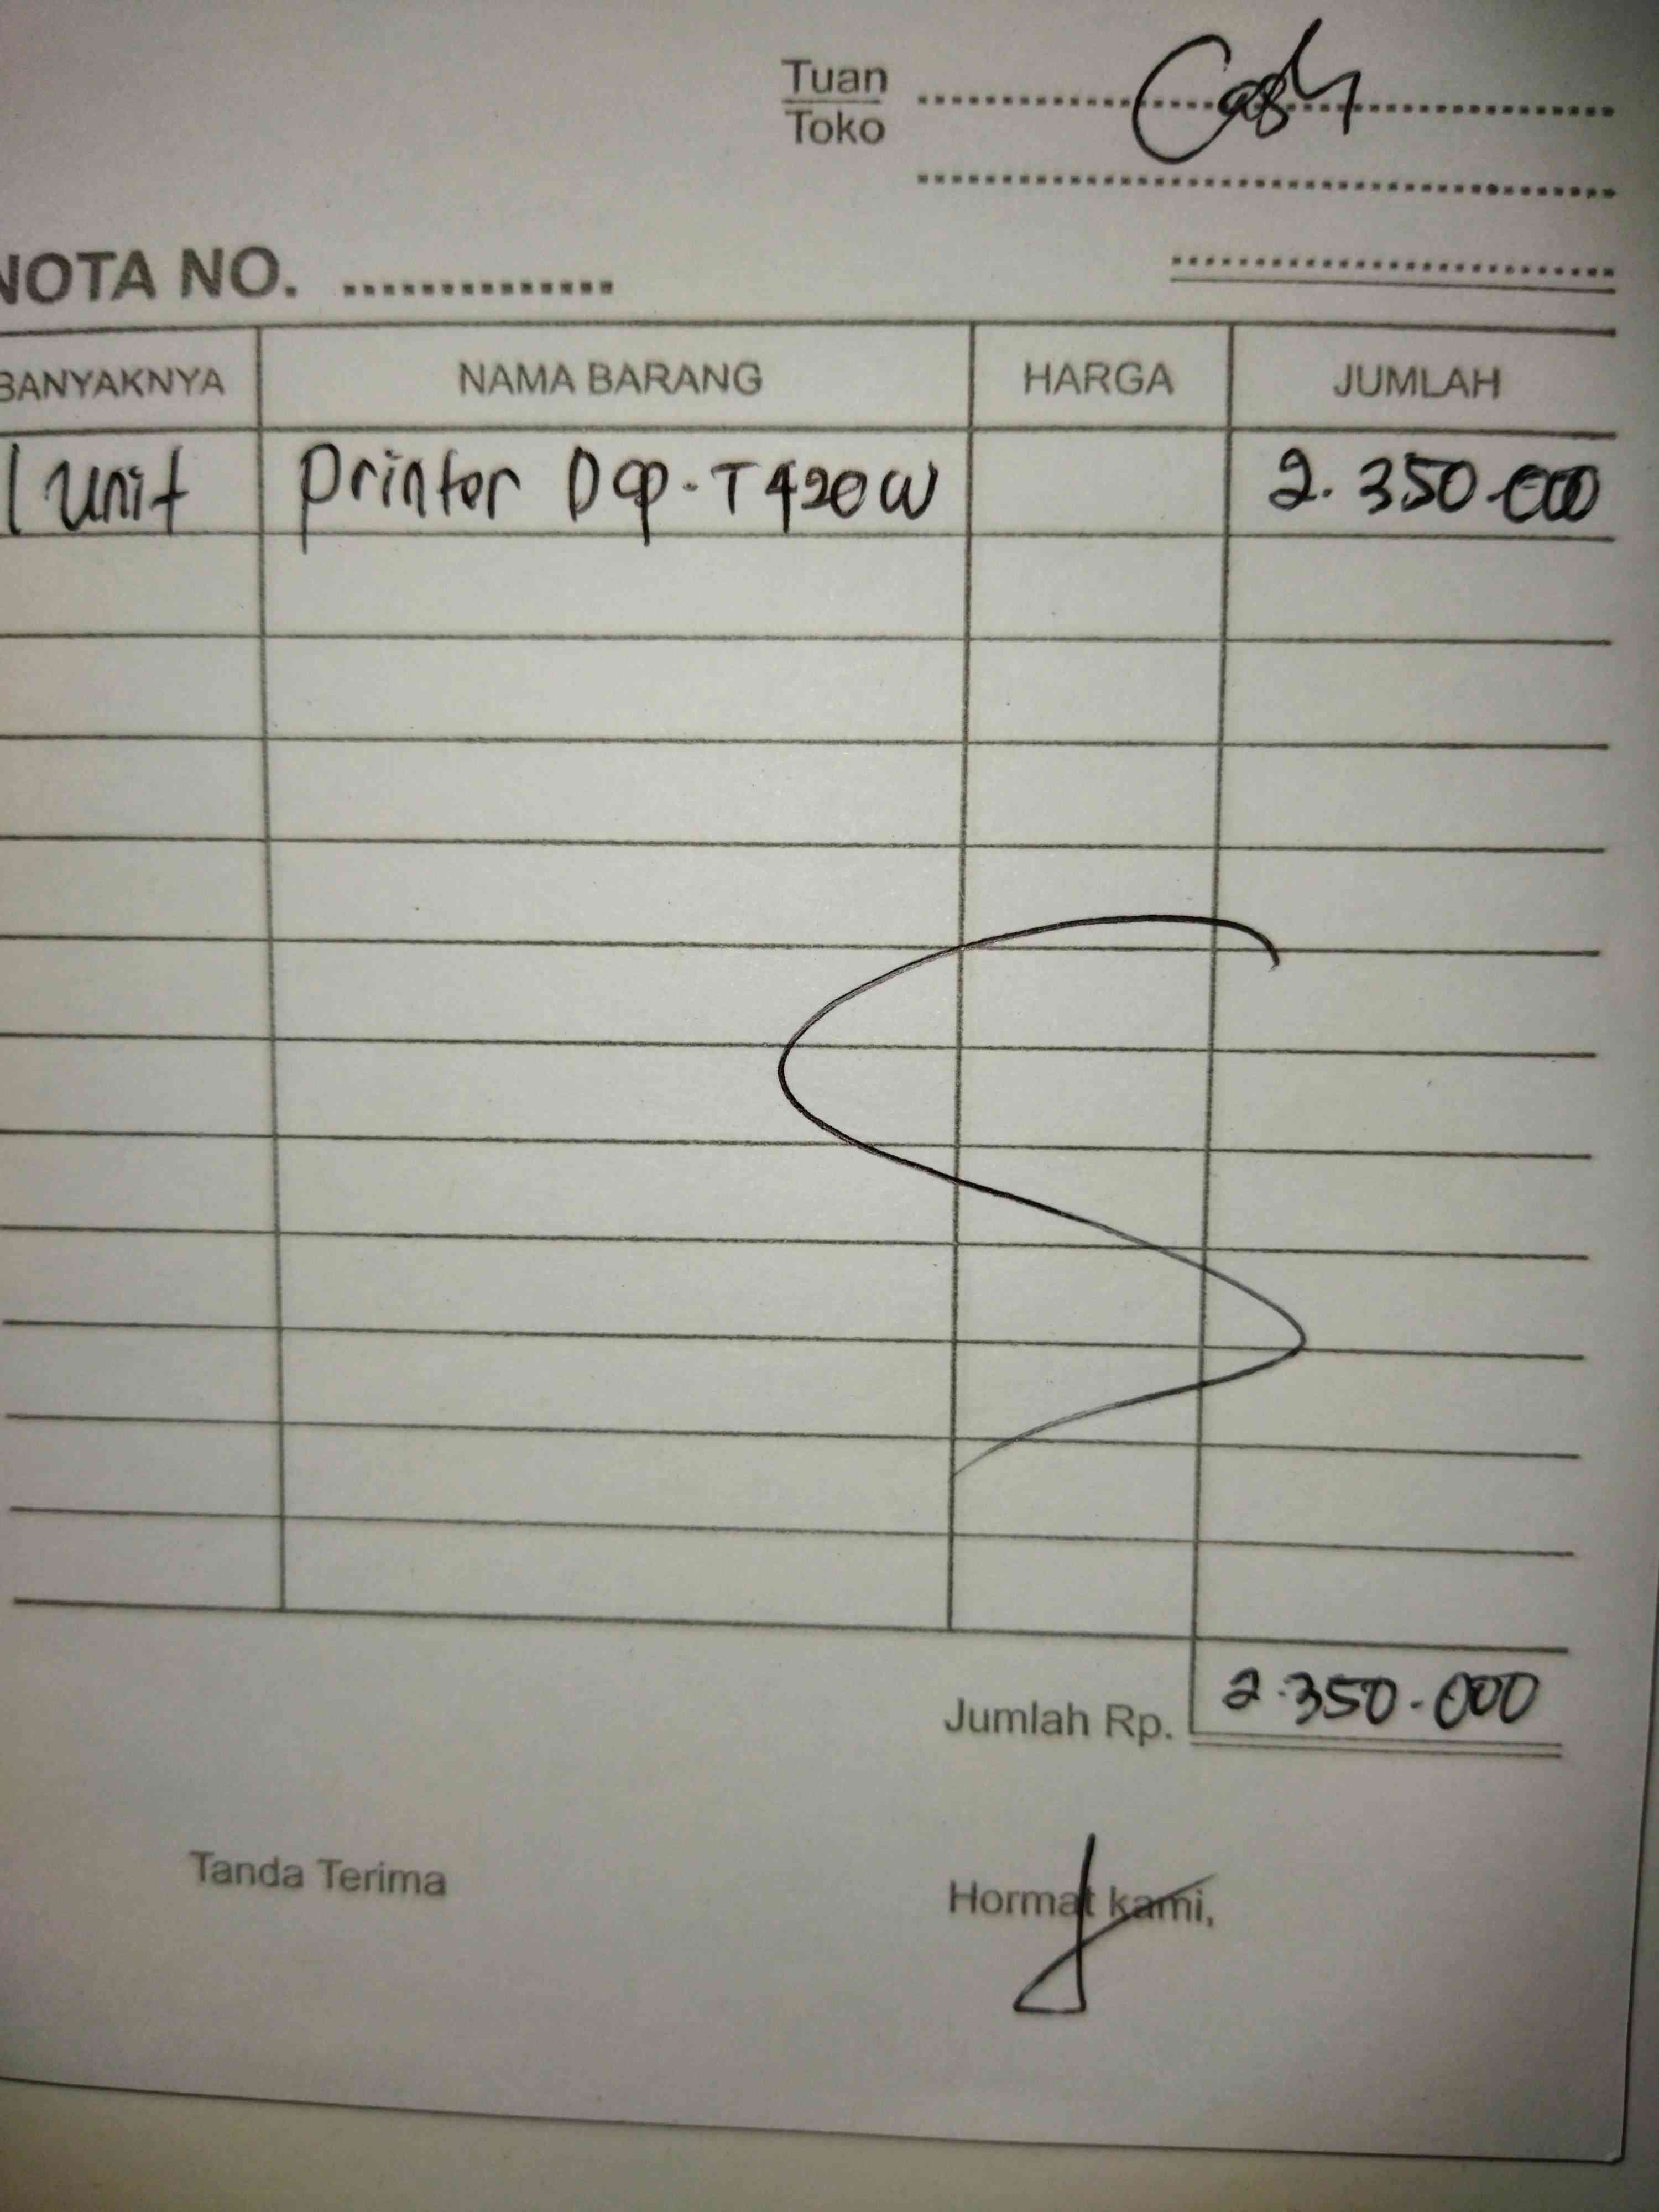 Tuan Cash
Toko
NOTA NO. ..............
BANYAKNYA NAMA BARANG HARGA JUMLAH
1 Unit Printer Dcp-T420W 2.350.000
Jumlah Rp. 2.350.000
Tanda Terima Hormat kami,